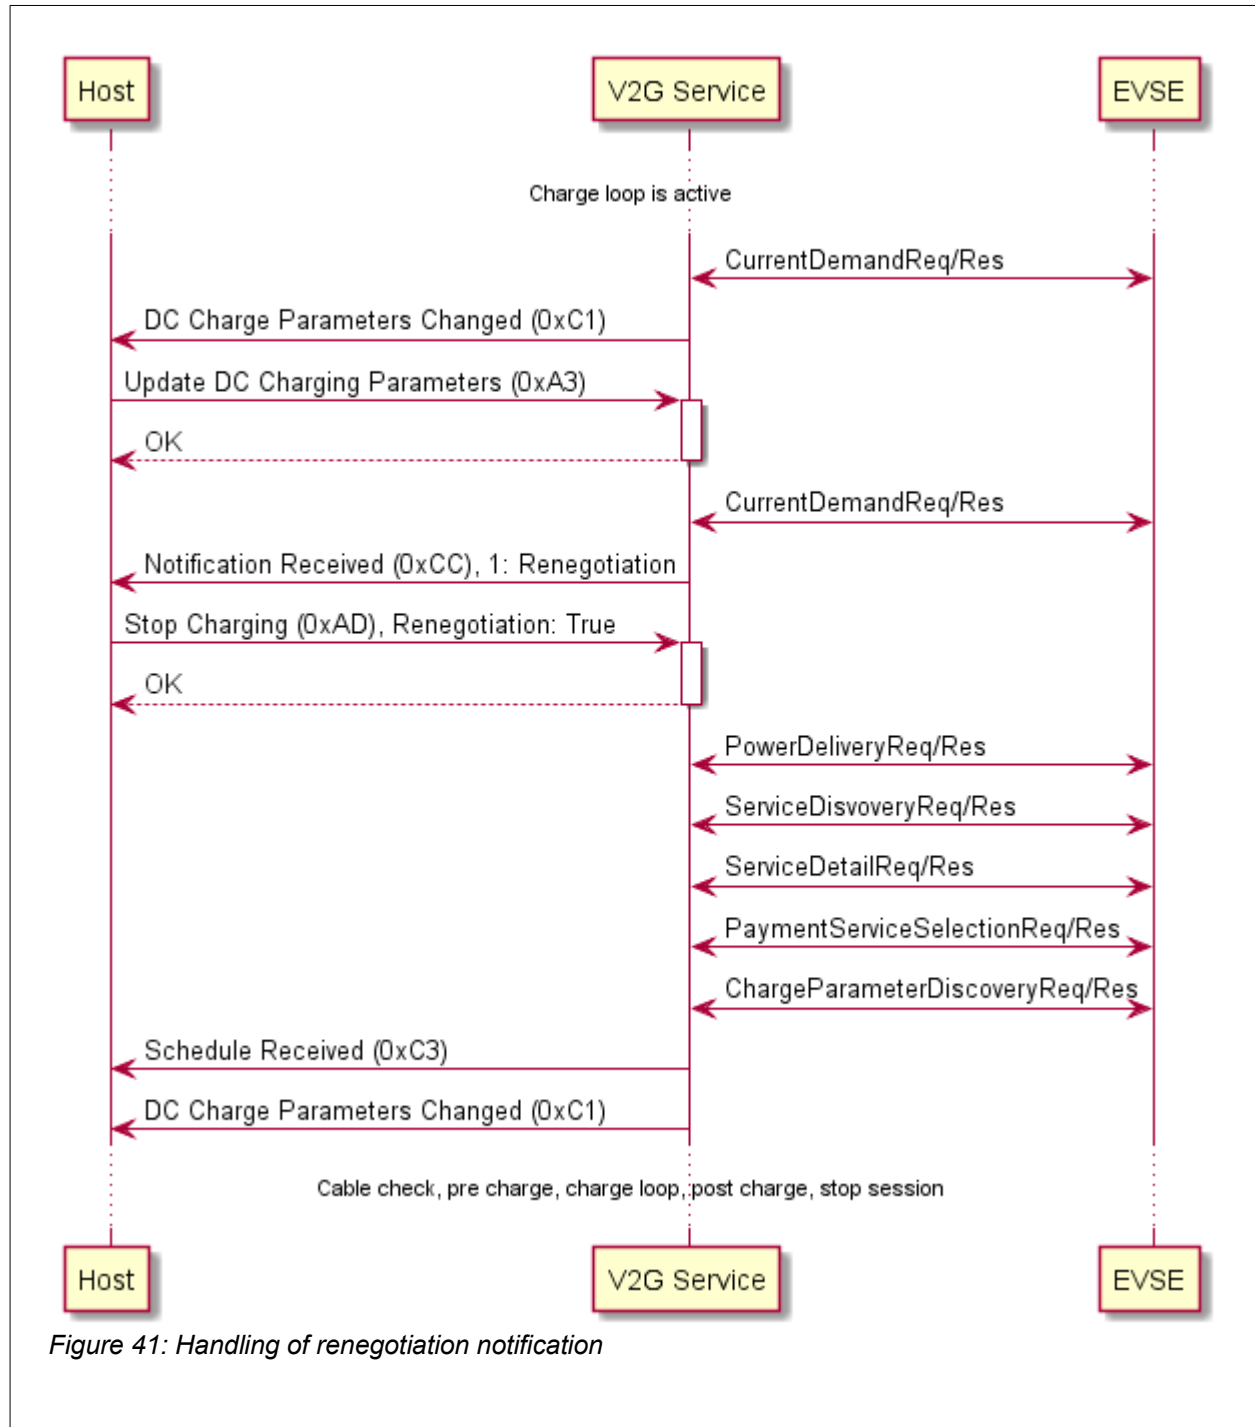 Host
V2G Service
EVSE
Charge loop is active
CurrentDemandReq/Res
DC Charge Parameters Changed (0xC1)
Update DC Charging Parameters (0xA3)
OK
CurrentDemandReq/Res
Notification Received (0xCC), 1: Renegotiation
Stop Charging (0xAD), Renegotiation: True
OK
PowerDeliveryReq/Res
ServiceDisvoveryReq/Res
ServiceDetailReq/Res
PaymentServiceSelectionReq/Res
ChargeParameterDiscoveryReq/Res
Schedule Received (0xC3)
DC Charge Parameters Changed (0xC1)
Cable check, pre charge, charge loop, post charge, stop session
Host
V2G Service
EVSE
Figure 41: Handling of renegotiation notification